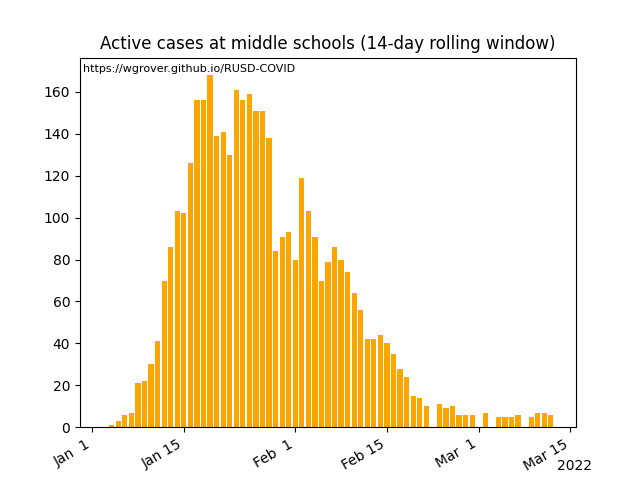 Active cases at middle schools (14-day rolling window)
https://wgrover.github.io/RUSD-COVID
160
140
120
100
80
60
40
20
0
Jan 1
Jan 15
Feb 1
Feb 15
Mar 1
Mar 15
2022